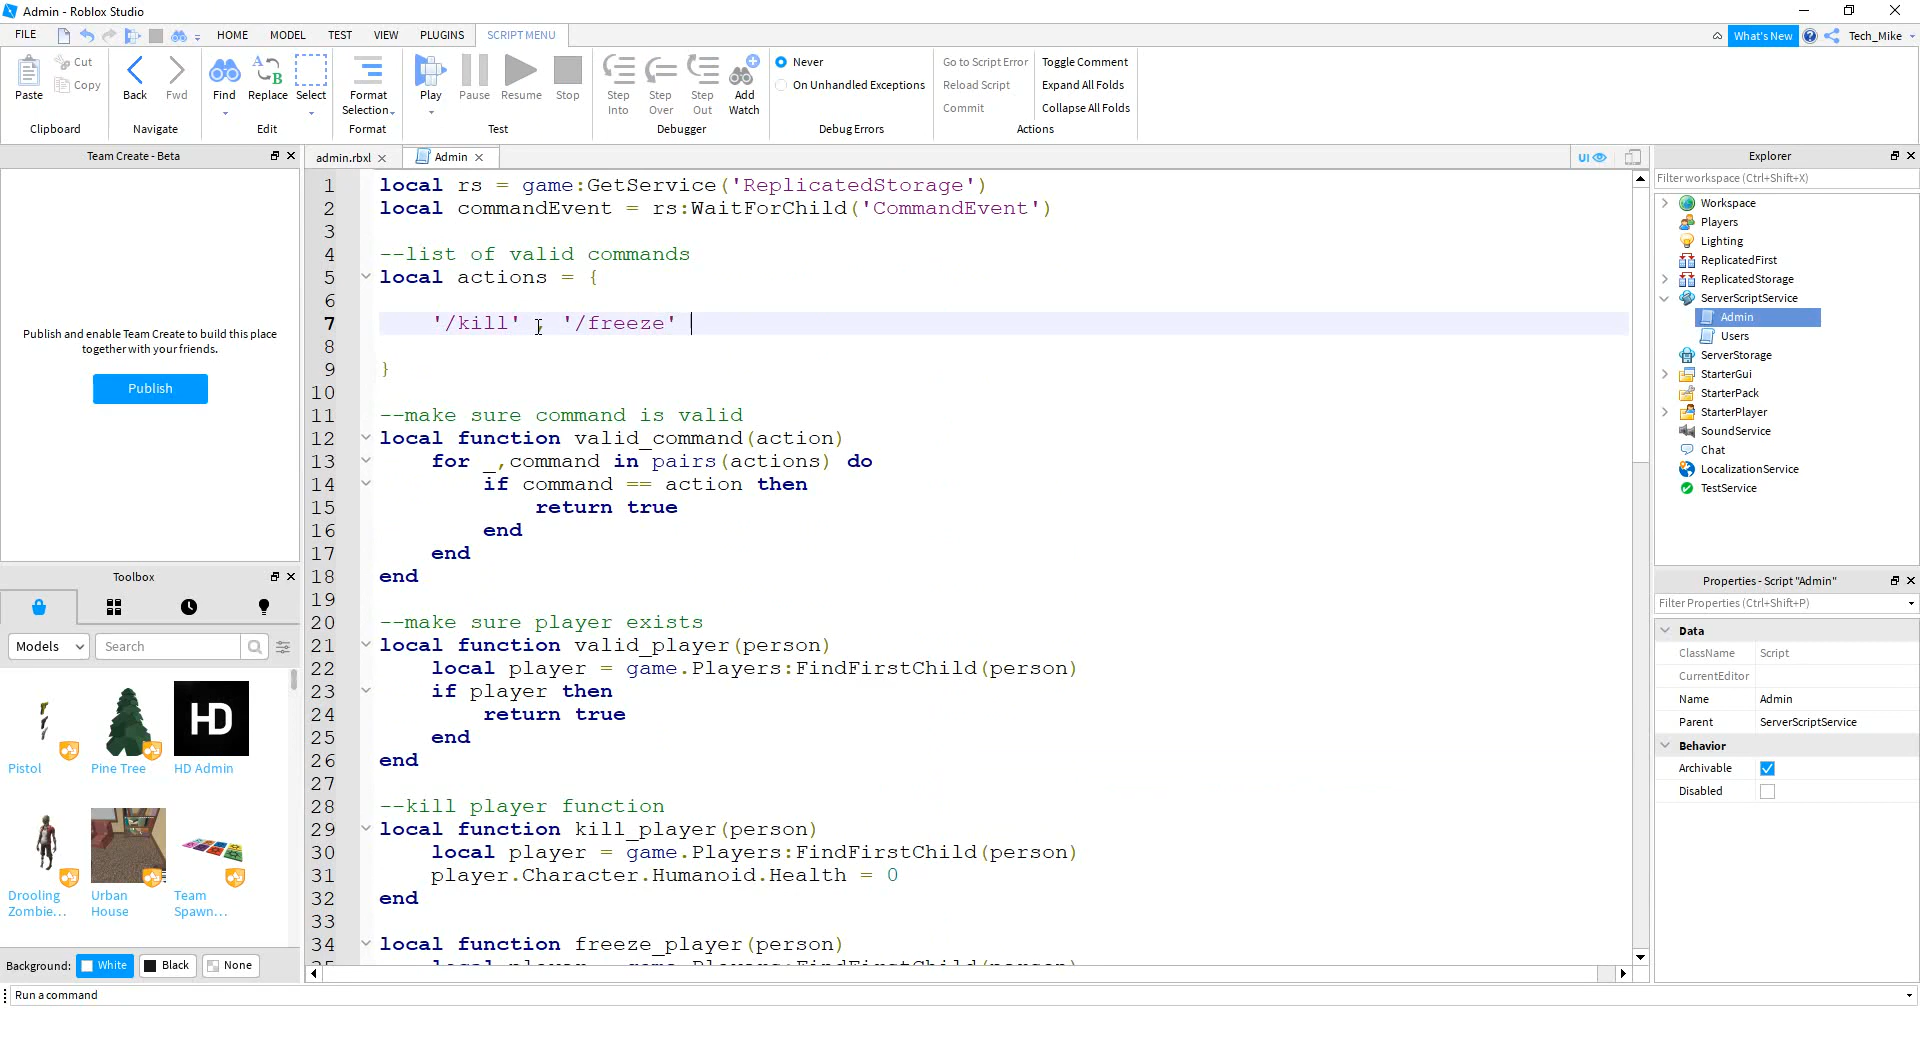 Admin - Roblox Studio
FILE HOME MODEL TEST VIEW PLUGINS SCRIPT MENU What's New Tech_Mike
Paste Cut Copy Back Fwd Find Replace Select Format Selection Play Pause Resume Stop Step Into Step Over Step Out Add Watch
Never
On Unhandled Exceptions
Go to Script Error
Reload Script
Commit
Toggle Comment
Expand All Folds
Collapse All Folds
Clipboard Navigate Edit Format Test Debugger Debug Errors Actions
Team Create - Beta
Publish and enable Team Create to build this place
together with your friends.
Publish
Toolbox
Models Search
Pistol Pine Tree HD Admin
HD
Drooling Zombie... Urban House Team Spawn...
Background: White Black None
Run a command
admin.rbxl Admin UI
1 local rs = game:GetService('ReplicatedStorage')
2 local commandEvent = rs:WaitForChild('CommandEvent')
3
4 --list of valid commands
5 local actions = {
6
7 '/kill' , '/freeze'
8
9 }
10
11 --make sure command is valid
12 local function valid_command(action)
13 for _,command in pairs(actions) do
14 if command == action then
15 return true
16 end
17 end
18 end
19
20 --make sure player exists
21 local function valid_player(person)
22 local player = game.Players:FindFirstChild(person)
23 if player then
24 return true
25 end
26 end
27
28 --kill player function
29 local function kill_player(person)
30 local player = game.Players:FindFirstChild(person)
31 player.Character.Humanoid.Health = 0
32 end
33
34 local function freeze_player(person)
35 local player = game.Players:FindFirstChild(person)
Explorer
Filter workspace (Ctrl+Shift+X)
Workspace
Players
Lighting
ReplicatedFirst
ReplicatedStorage
ServerScriptService
Admin
Users
ServerStorage
StarterGui
StarterPack
StarterPlayer
SoundService
Chat
LocalizationService
TestService
Properties - Script "Admin"
Filter Properties (Ctrl+Shift+P)
Data
ClassName Script
CurrentEditor
Name Admin
Parent ServerScriptService
Behavior
Archivable
Disabled